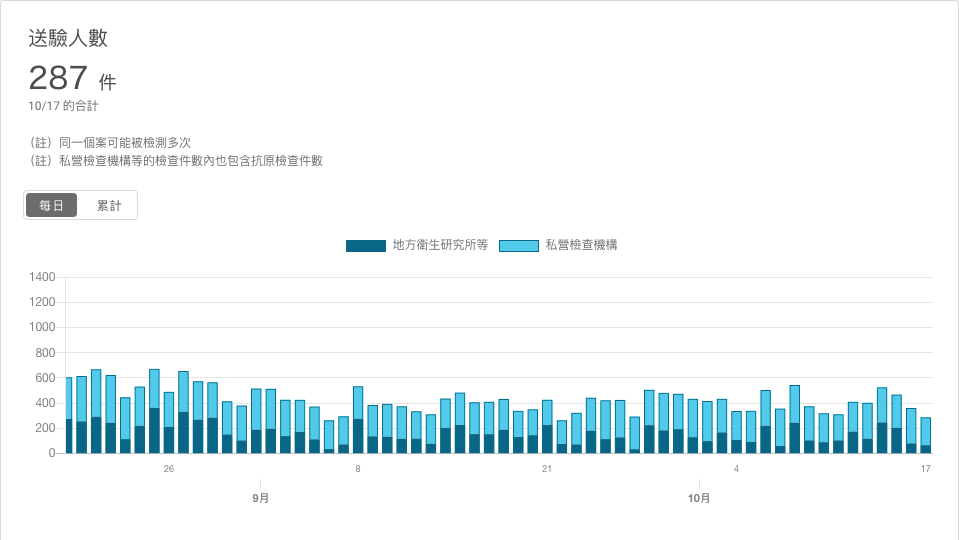 送驗人數
287 件
10/17 的合計
（註）同一個案可能被檢測多次
（註）私營檢查機構等的檢查件數內也包含抗原檢查件數
每日 累計
地方衛生研究所等 私營檢查機構
1400
1200
1000
800
600
400
200
0
26 8 21 4 17
9月 10月